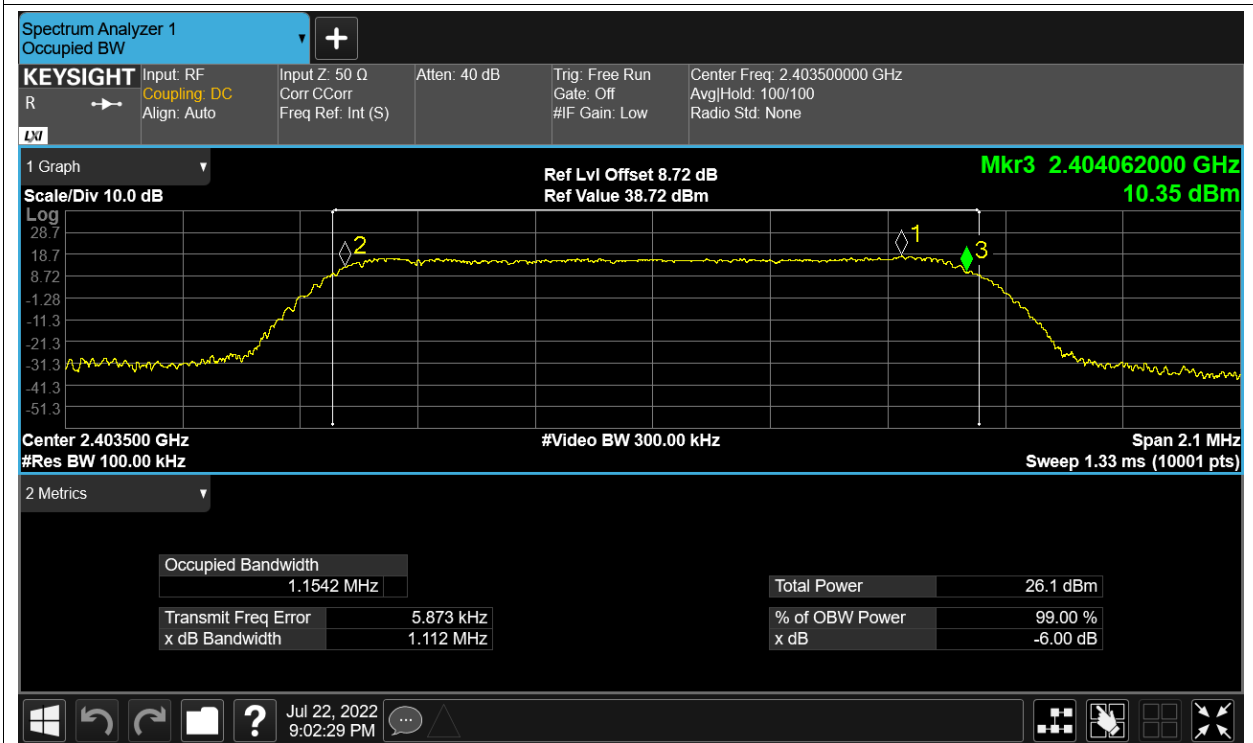 Spectrum Analyzer 1
Occupied BW
KEYSIGHT Input: RF Input Z: 50 Ω Atten: 40 dB Trig: Free Run Center Freq: 2.403500000 GHz
R Coupling: DC Corr CCorr Gate: Off Avg|Hold: 100/100
Align: Auto Freq Ref: Int (S) #IF Gain: Low Radio Std: None
LXI
1 Graph Ref Lvl Offset 8.72 dB Mkr3 2.404062000 GHz
Scale/Div 10.0 dB Ref Value 38.72 dBm 10.35 dBm
Log
28.7
18.7
8.72
-1.28
-11.3
-21.3
-31.3
-41.3
-51.3
2
1
3
Center 2.403500 GHz #Video BW 300.00 kHz Span 2.1 MHz
#Res BW 100.00 kHz Sweep 1.33 ms (10001 pts)
2 Metrics
Occupied Bandwidth
1.1542 MHz Total Power 26.1 dBm
Transmit Freq Error 5.873 kHz % of OBW Power 99.00 %
x dB Bandwidth 1.112 MHz x dB -6.00 dB
? Jul 22, 2022
9:02:29 PM